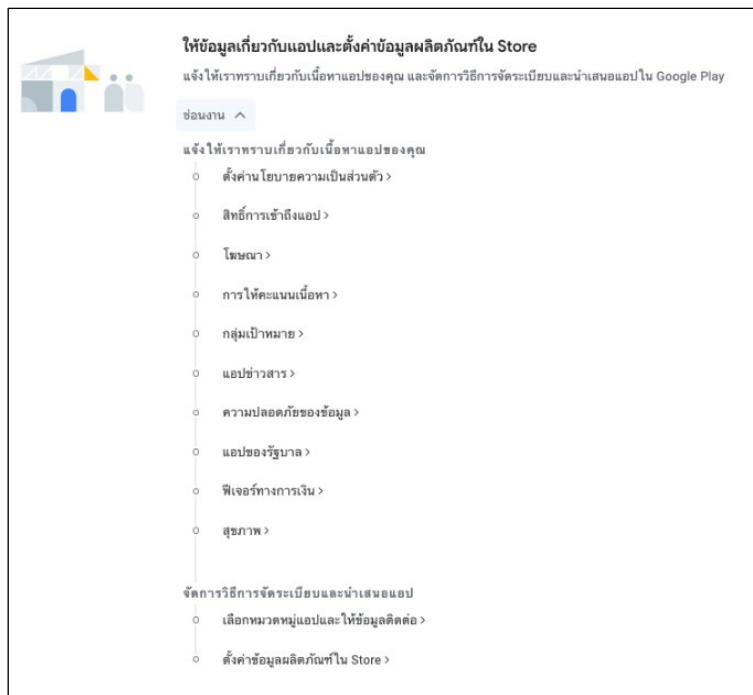 ให้ข้อมูลเกี่ยวกับแอปและตั้งค่าข้อมูลผลิตภัณฑ์ใน Store
แจ้งให้เราทราบเกี่ยวกับเนื้อหาแอปของคุณ และจัดการวิธีการจัดระเบียบและนำเสนอแอปใน Google Play
ซ่อนงาน
แจ้งให้เราทราบเกี่ยวกับเนื้อหาแอปของคุณ
ตั้งค่านโยบายความเป็นส่วนตัว >
สิทธิ์การเข้าถึงแอป >
โฆษณา >
การให้คะแนนเนื้อหา >
กลุ่มเป้าหมาย >
แอปข่าวสาร >
ความปลอดภัยของข้อมูล >
แอปของรัฐบาล >
ฟีเจอร์ทางการเงิน >
สุขภาพ >
จัดการวิธีการจัดระเบียบและนำเสนอแอป
เลือกหมวดหมู่แอปและให้ข้อมูลติดต่อ >
ตั้งค่าข้อมูลผลิตภัณฑ์ใน Store >